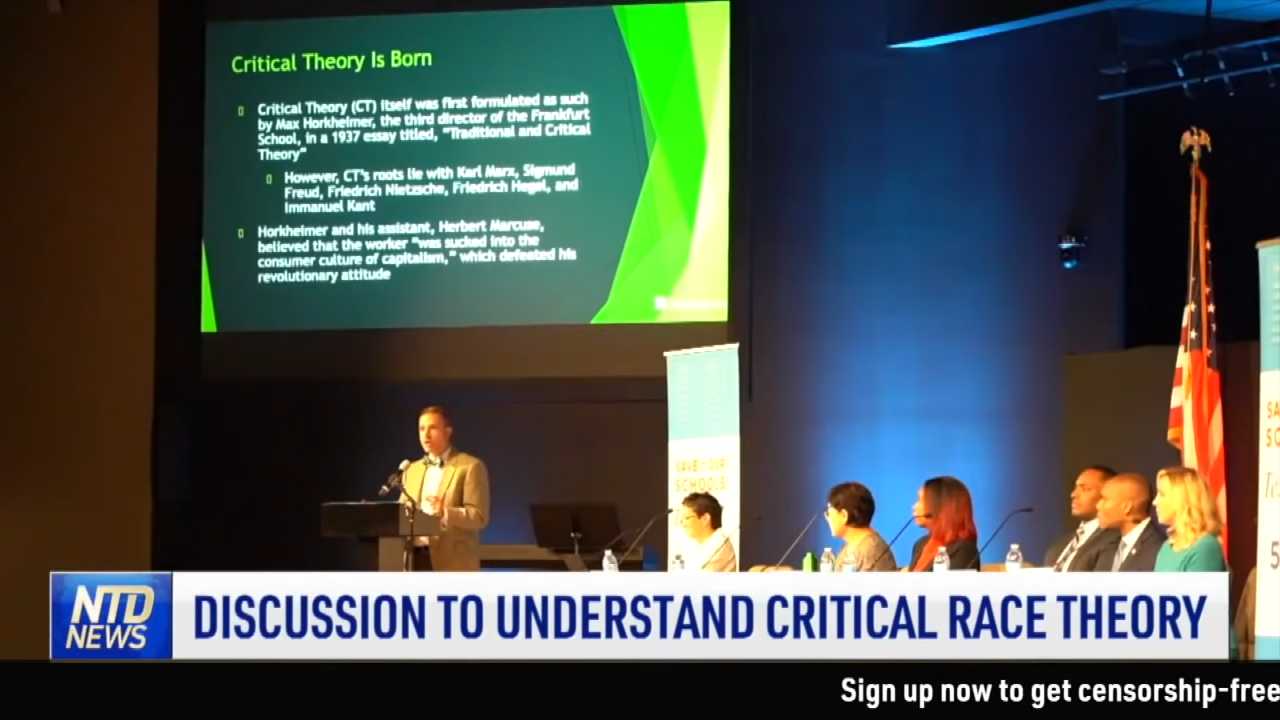 Critical Theory Is Born
Critical Theory (CT) itself was first formulated as such
by Max Horkheimer, the third director of the Frankfurt
School, in a 1937 essay titled, "Traditional and Critical
Theory"
However, CT's roots lie with Karl Marx, Sigmund
Freud, Friedrich Nietzsche, Friedrich Hegel, and
Immanuel Kant
Horkheimer and his assistant, Herbert Marcuse,
believed that the worker "was sucked into the
consumer culture of capitalism," which defeated his
revolutionary attitude
SAVE OUR
SCHOOLS
SA
SC
Te
5
NTD
NEWS
DISCUSSION TO UNDERSTAND CRITICAL RACE THEORY
Sign up now to get censorship-free